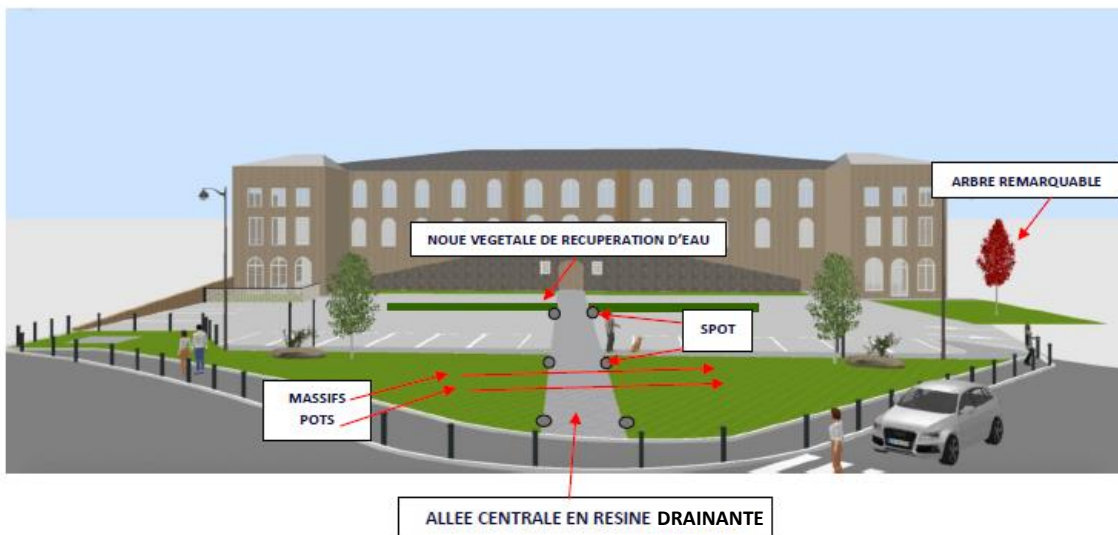 ARBRE REMARQUABLE
NOUE VEGETALE DE RECUPERATION D'EAU
SPOT
MASSIFS
POTS
ALLEE CENTRALE EN RESINE DRAINANTE